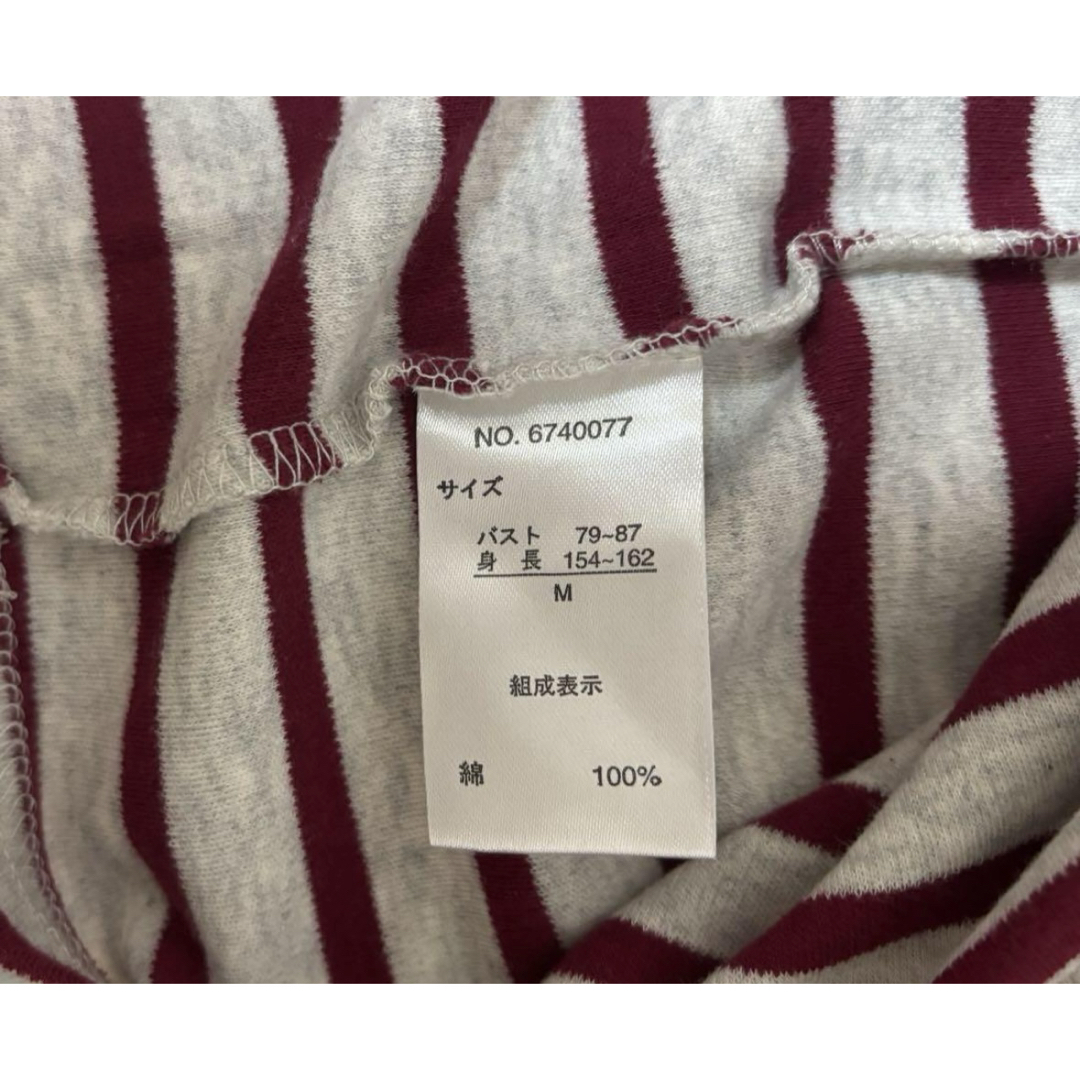 NO. 6740077
サイズ
バスト 79~87
身長 154~162
M
組成表示
綿 100%